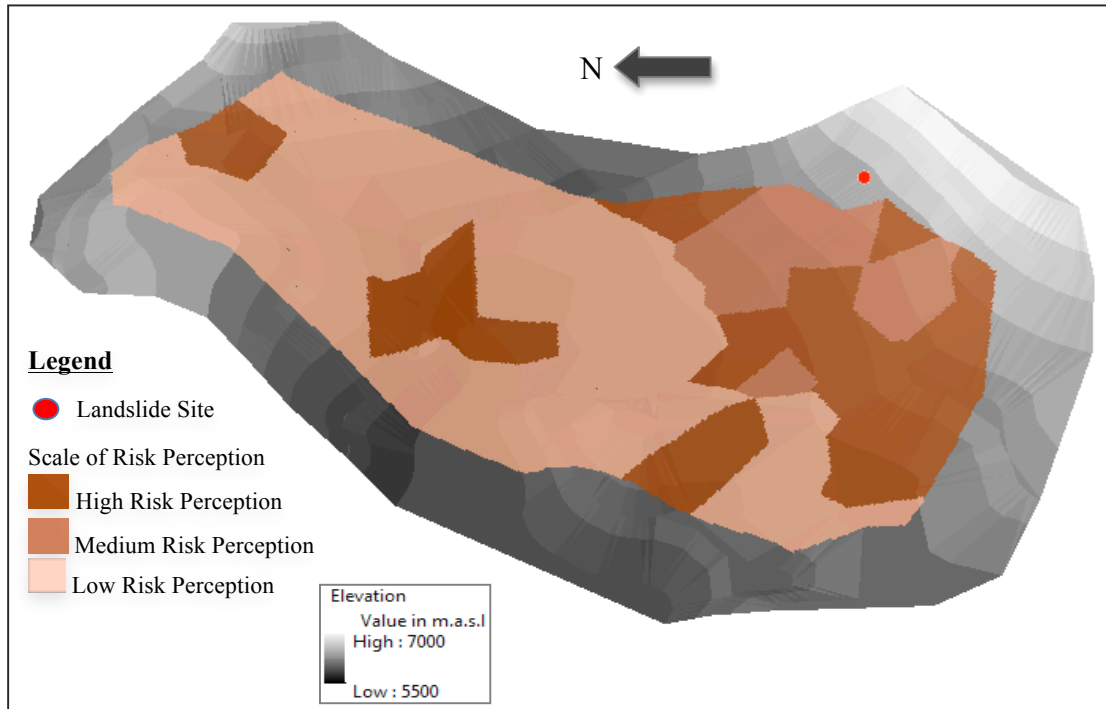 N
Legend
Landslide Site
Scale of Risk Perception
High Risk Perception
Medium Risk Perception
Low Risk Perception
Elevation
Value in m.a.s.l
High : 7000
Low : 5500